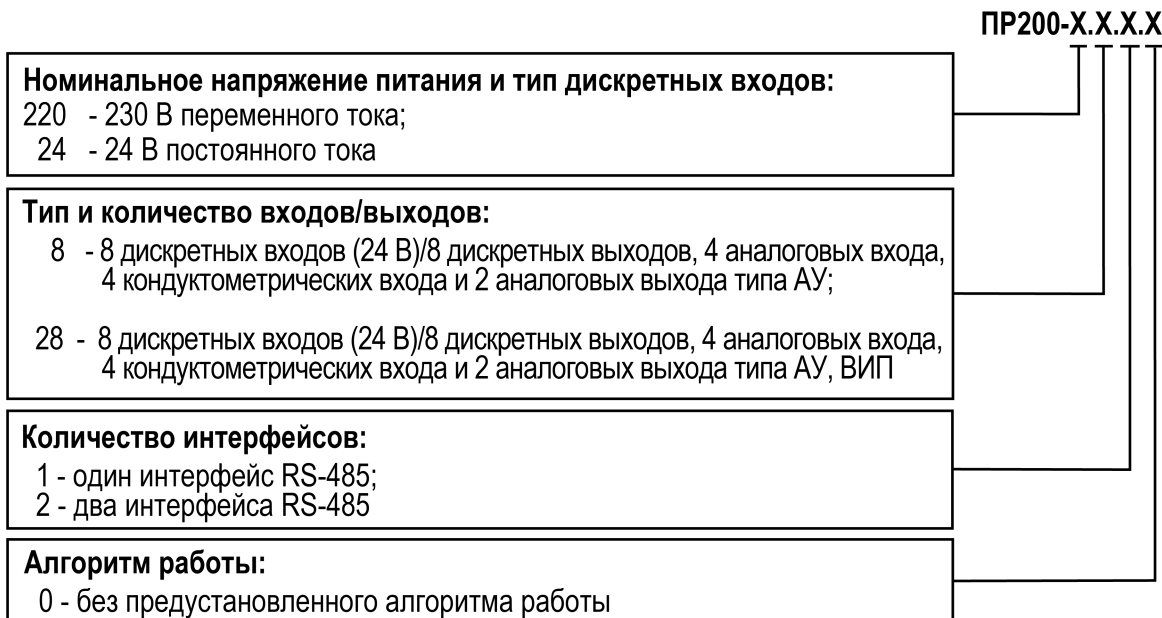 ПР200-Х.Х.Х.Х
Номинальное напряжение питания и тип дискретных входов:
220 - 230 В переменного тока;
24 - 24 В постоянного тока
Тип и количество входов/выходов:
8 - 8 дискретных входов (24 В)/8 дискретных выходов, 4 аналоговых входа,
4 кондуктометрических входа и 2 аналоговых выхода типа АУ;
28 - 8 дискретных входов (24 В)/8 дискретных выходов, 4 аналоговых входа,
4 кондуктометрических входа и 2 аналоговых выхода типа АУ, ВИП
Количество интерфейсов:
1 - один интерфейс RS-485;
2 - два интерфейса RS-485
Алгоритм работы:
0 - без предустановленного алгоритма работы